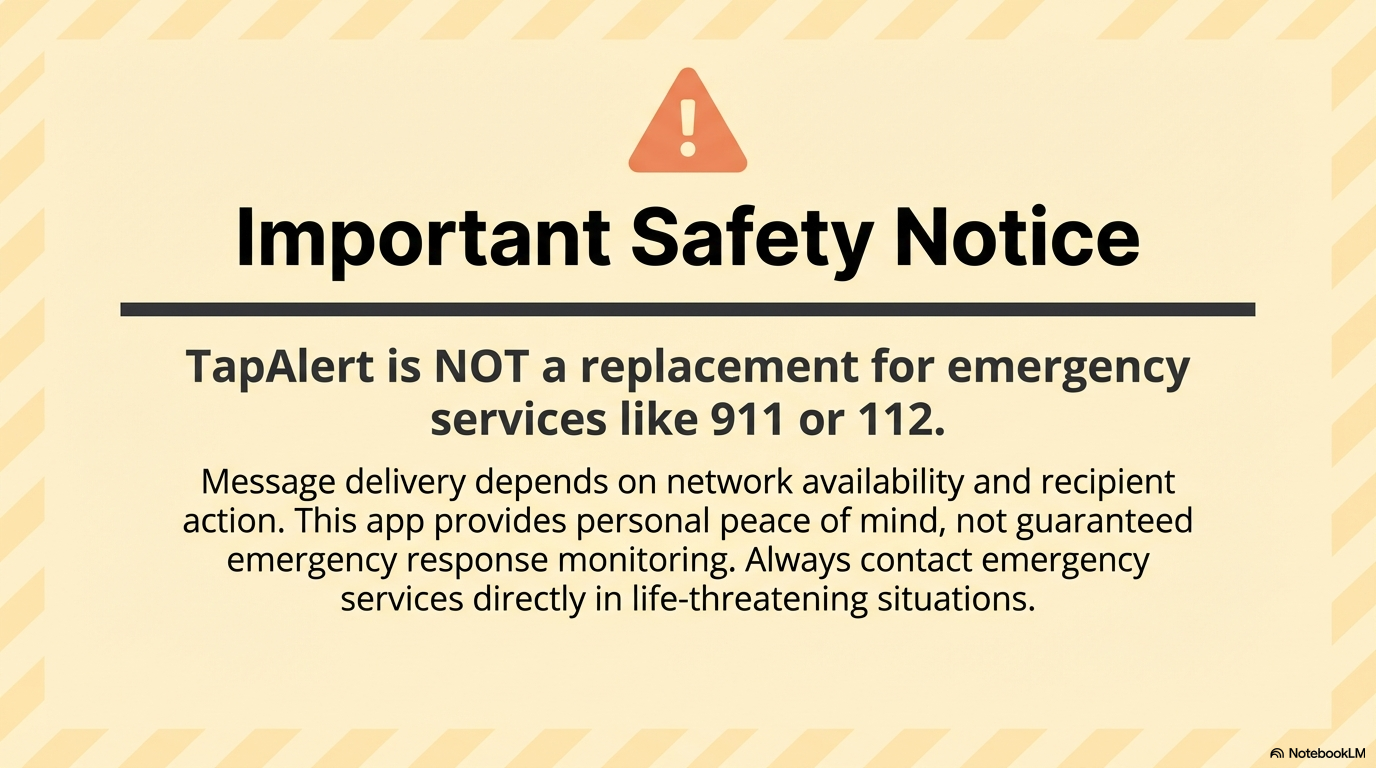 Important Safety Notice
TapAlert is NOT a replacement for emergency
services like 911 or 112.
Message delivery depends on network availability and recipient
action. This app provides personal peace of mind, not guaranteed
emergency response monitoring. Always contact emergency
services directly in life-threatening situations.
NotebookLM